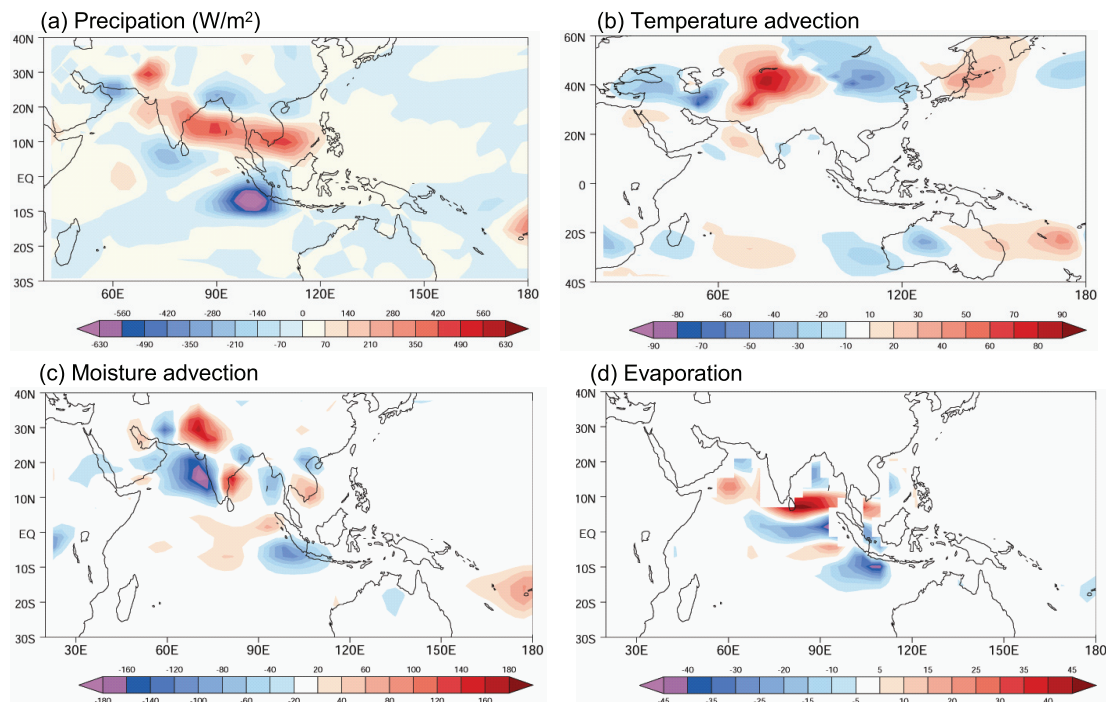 (a) Precipation (W/m²)
40N
30N
20N
10N
EQ
10S
20S
30S
60E 90E 120E 150E 180
-560 -420 -280 -140 0 140 280 420 560
-630 -490 -350 -210 -70 70 210 350 490 630
(b) Temperature advection
60N
40N
20N
0
20S
40S
60E 120E 180
-80 -60 -40 -20 10 30 50 70 90
-90 -70 -50 -30 -10 20 40 60 80
(c) Moisture advection
40N
30N
20N
10N
EQ
10S
20S
30S
30E 60E 90E 120E 150E 180
-160 -120 -80 -40 20 60 100 140 180
-180 -140 -100 -60 -20 40 80 120 160
(d) Evaporation
40N
30N
20N
10N
EQ
10S
20S
30S
30E 60E 90E 120E 150E 180
-40 -30 -20 -10 5 15 25 35 45
-45 -35 -25 -15 -5 10 20 30 40